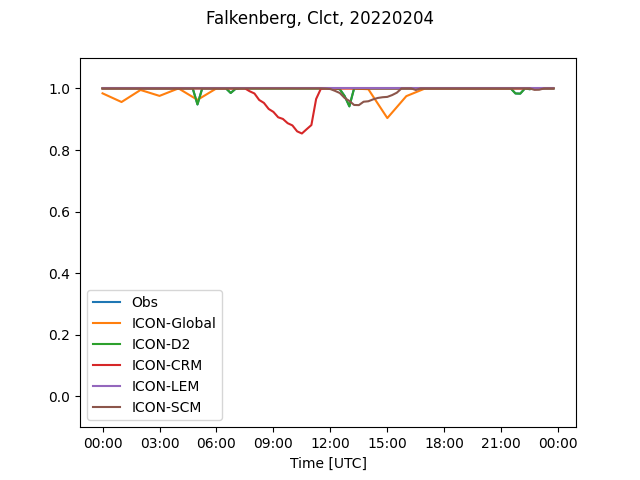 Falkenberg, Clct, 20220204
1.0
0.8
0.6
0.4
0.2
0.0
Obs
ICON-Global
ICON-D2
ICON-CRM
ICON-LEM
ICON-SCM
00:00 03:00 06:00 09:00 12:00 15:00 18:00 21:00 00:00
Time [UTC]